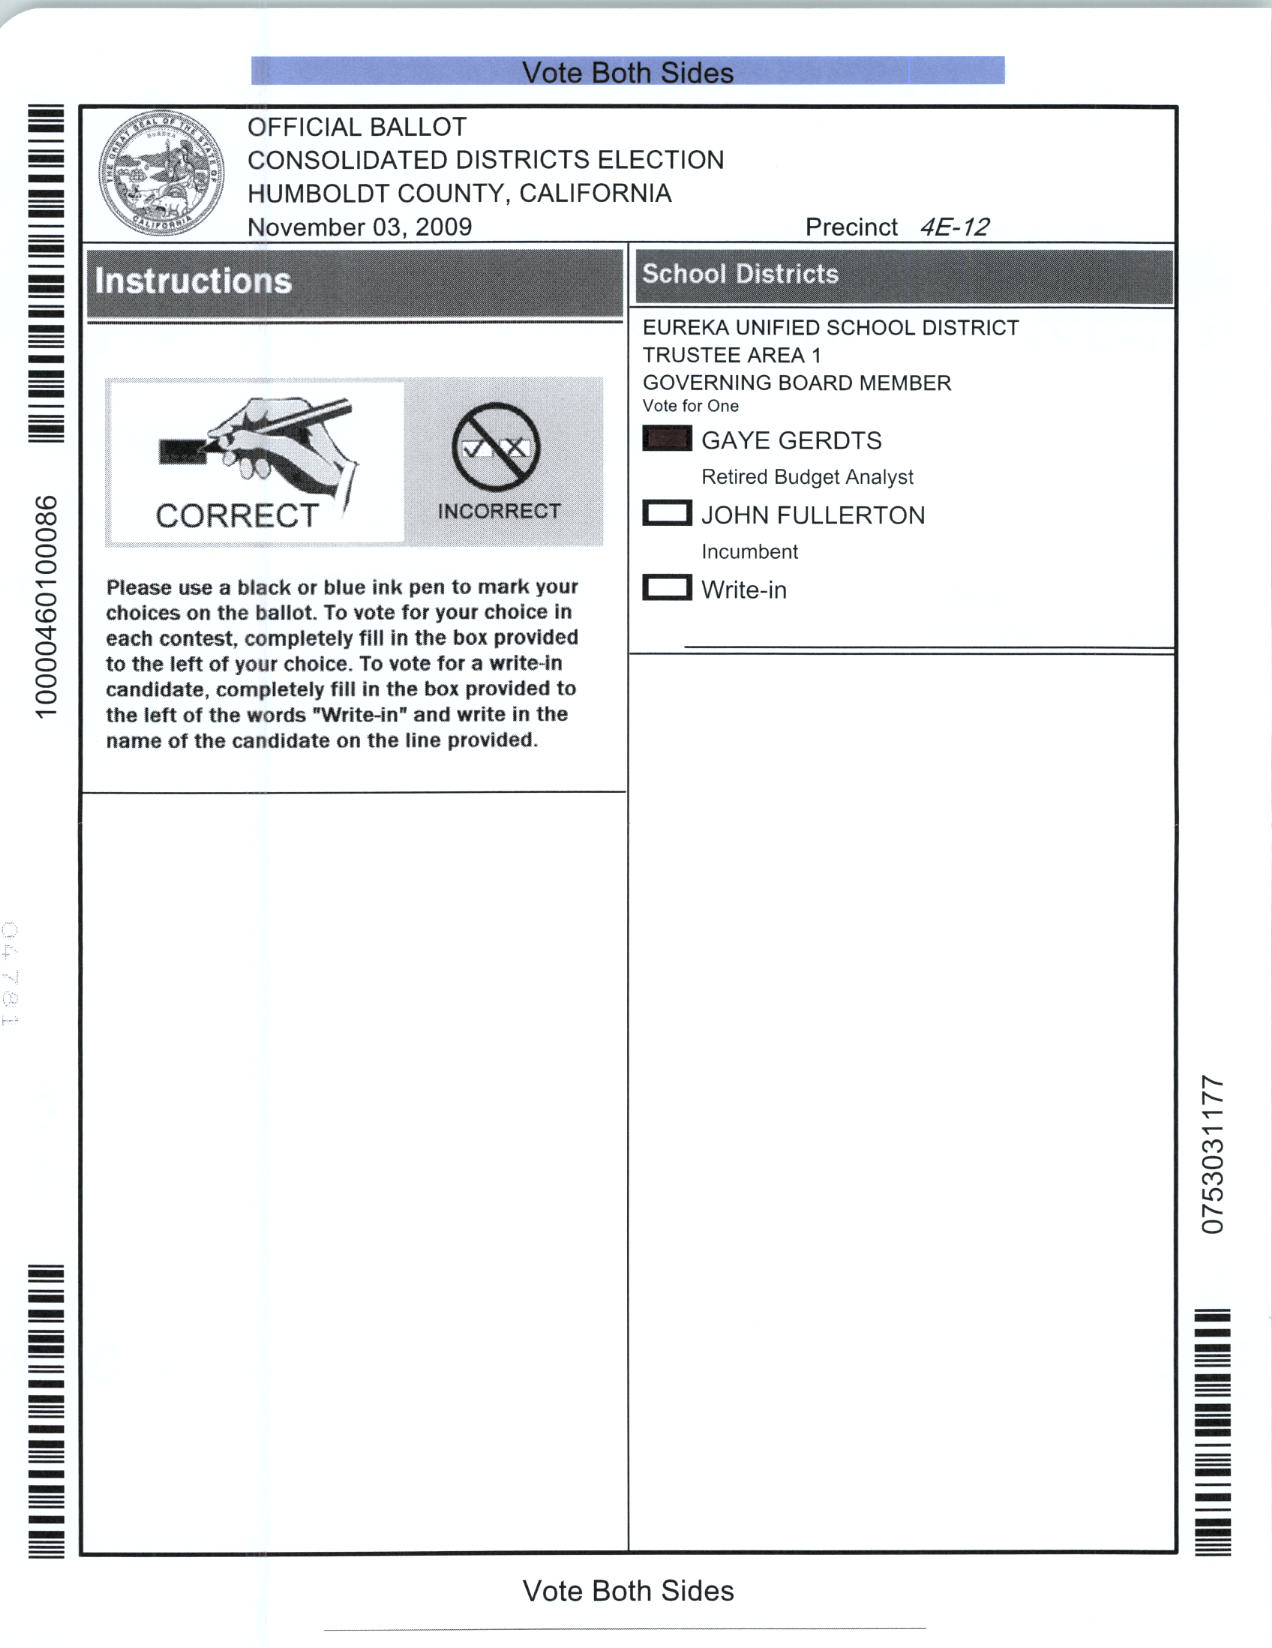 Vote Both Sides
OFFICIAL BALLOT
CONSOLIDATED DISTRICTS ELECTION
HUMBOLDT COUNTY, CALIFORNIA
November 03, 2009
Precinct 4E-12
THE GREAT SEAL OF THE STATE OF CALIFORNIA
EUREKA
Instructions
CORRECT
INCORRECT
Please use a black or blue ink pen to mark your
choices on the ballot. To vote for your choice in
each contest, completely fill in the box provided
to the left of your choice. To vote for a write-in
candidate, completely fill in the box provided to
the left of the words "Write-in" and write in the
name of the candidate on the line provided.
School Districts
EUREKA UNIFIED SCHOOL DISTRICT
TRUSTEE AREA 1
GOVERNING BOARD MEMBER
Vote for One
GAYE GERDTS
Retired Budget Analyst
JOHN FULLERTON
Incumbent
Write-in
10000460100086
04781
0753031177
Vote Both Sides